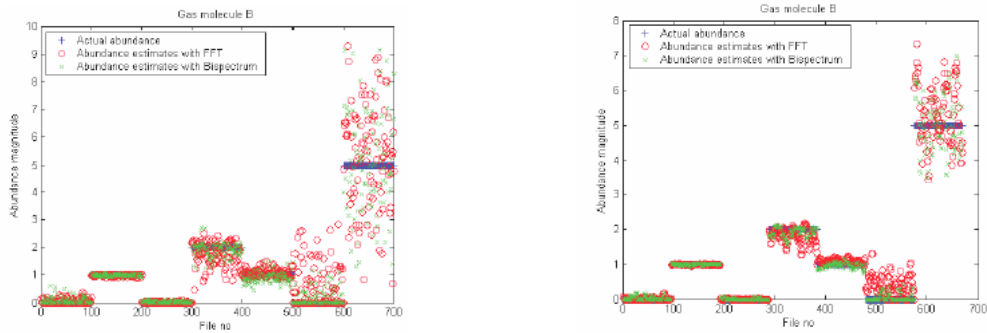 Gas molecule B
Actual abundance
Abundance estimates with FFT
Abundance estimates with Bispectrum
Abundance magnitude
10
9
8
7
6
5
4
3
2
1
0
0 100 200 300 400 500 600 700
File no
Gas molecule B
Actual abundance
Abundance estimates with FFT
Abundance estimates with Bispectrum
Abundance magnitude
8
7
6
5
4
3
2
1
0
0 100 200 300 400 500 600 700
File no